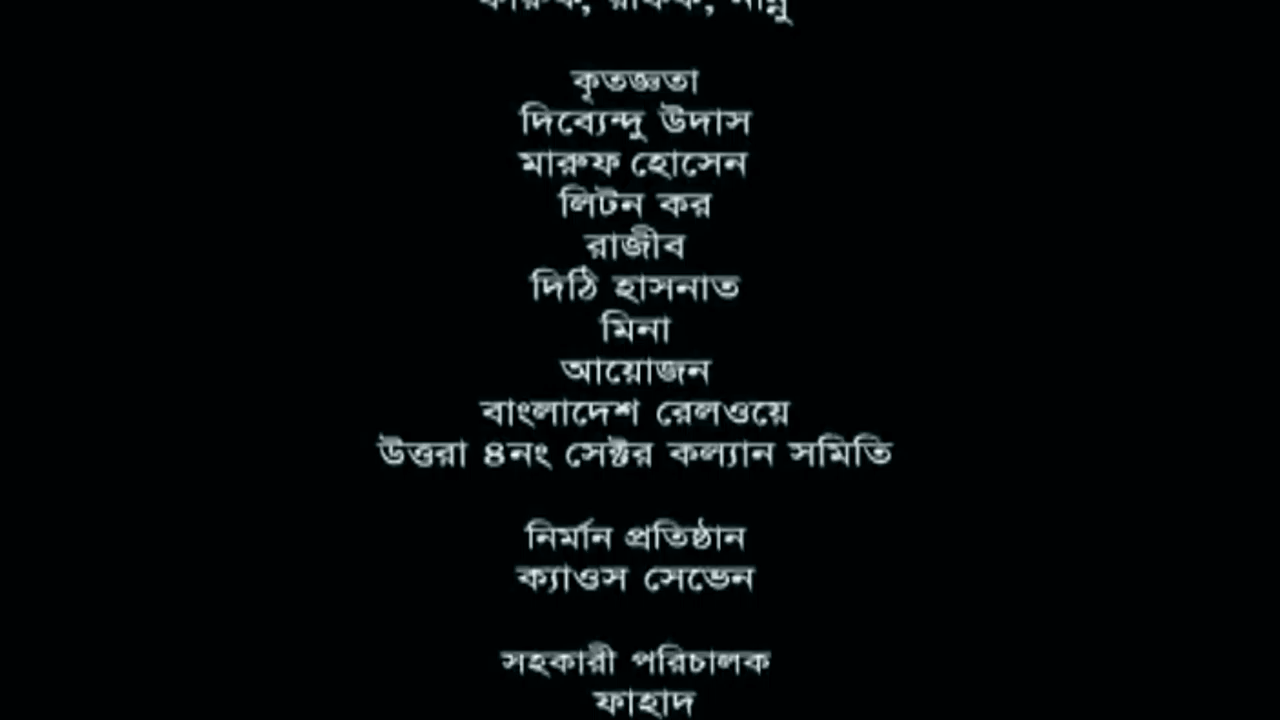 কৃতজ্ঞতা
দিব্যেন্দু উদাস
মারুফ হোসেন
লিটন কর
রাজীব
দিঠি হাসনাত
মিনা
আয়োজন
বাংলাদেশ রেলওয়ে
উত্তরা ৪নং সেক্টর কল্যান সমিতি
নির্মান প্রতিষ্ঠান
ক্যাওস সেভেন
সহকারী পরিচালক
ফাহাদ